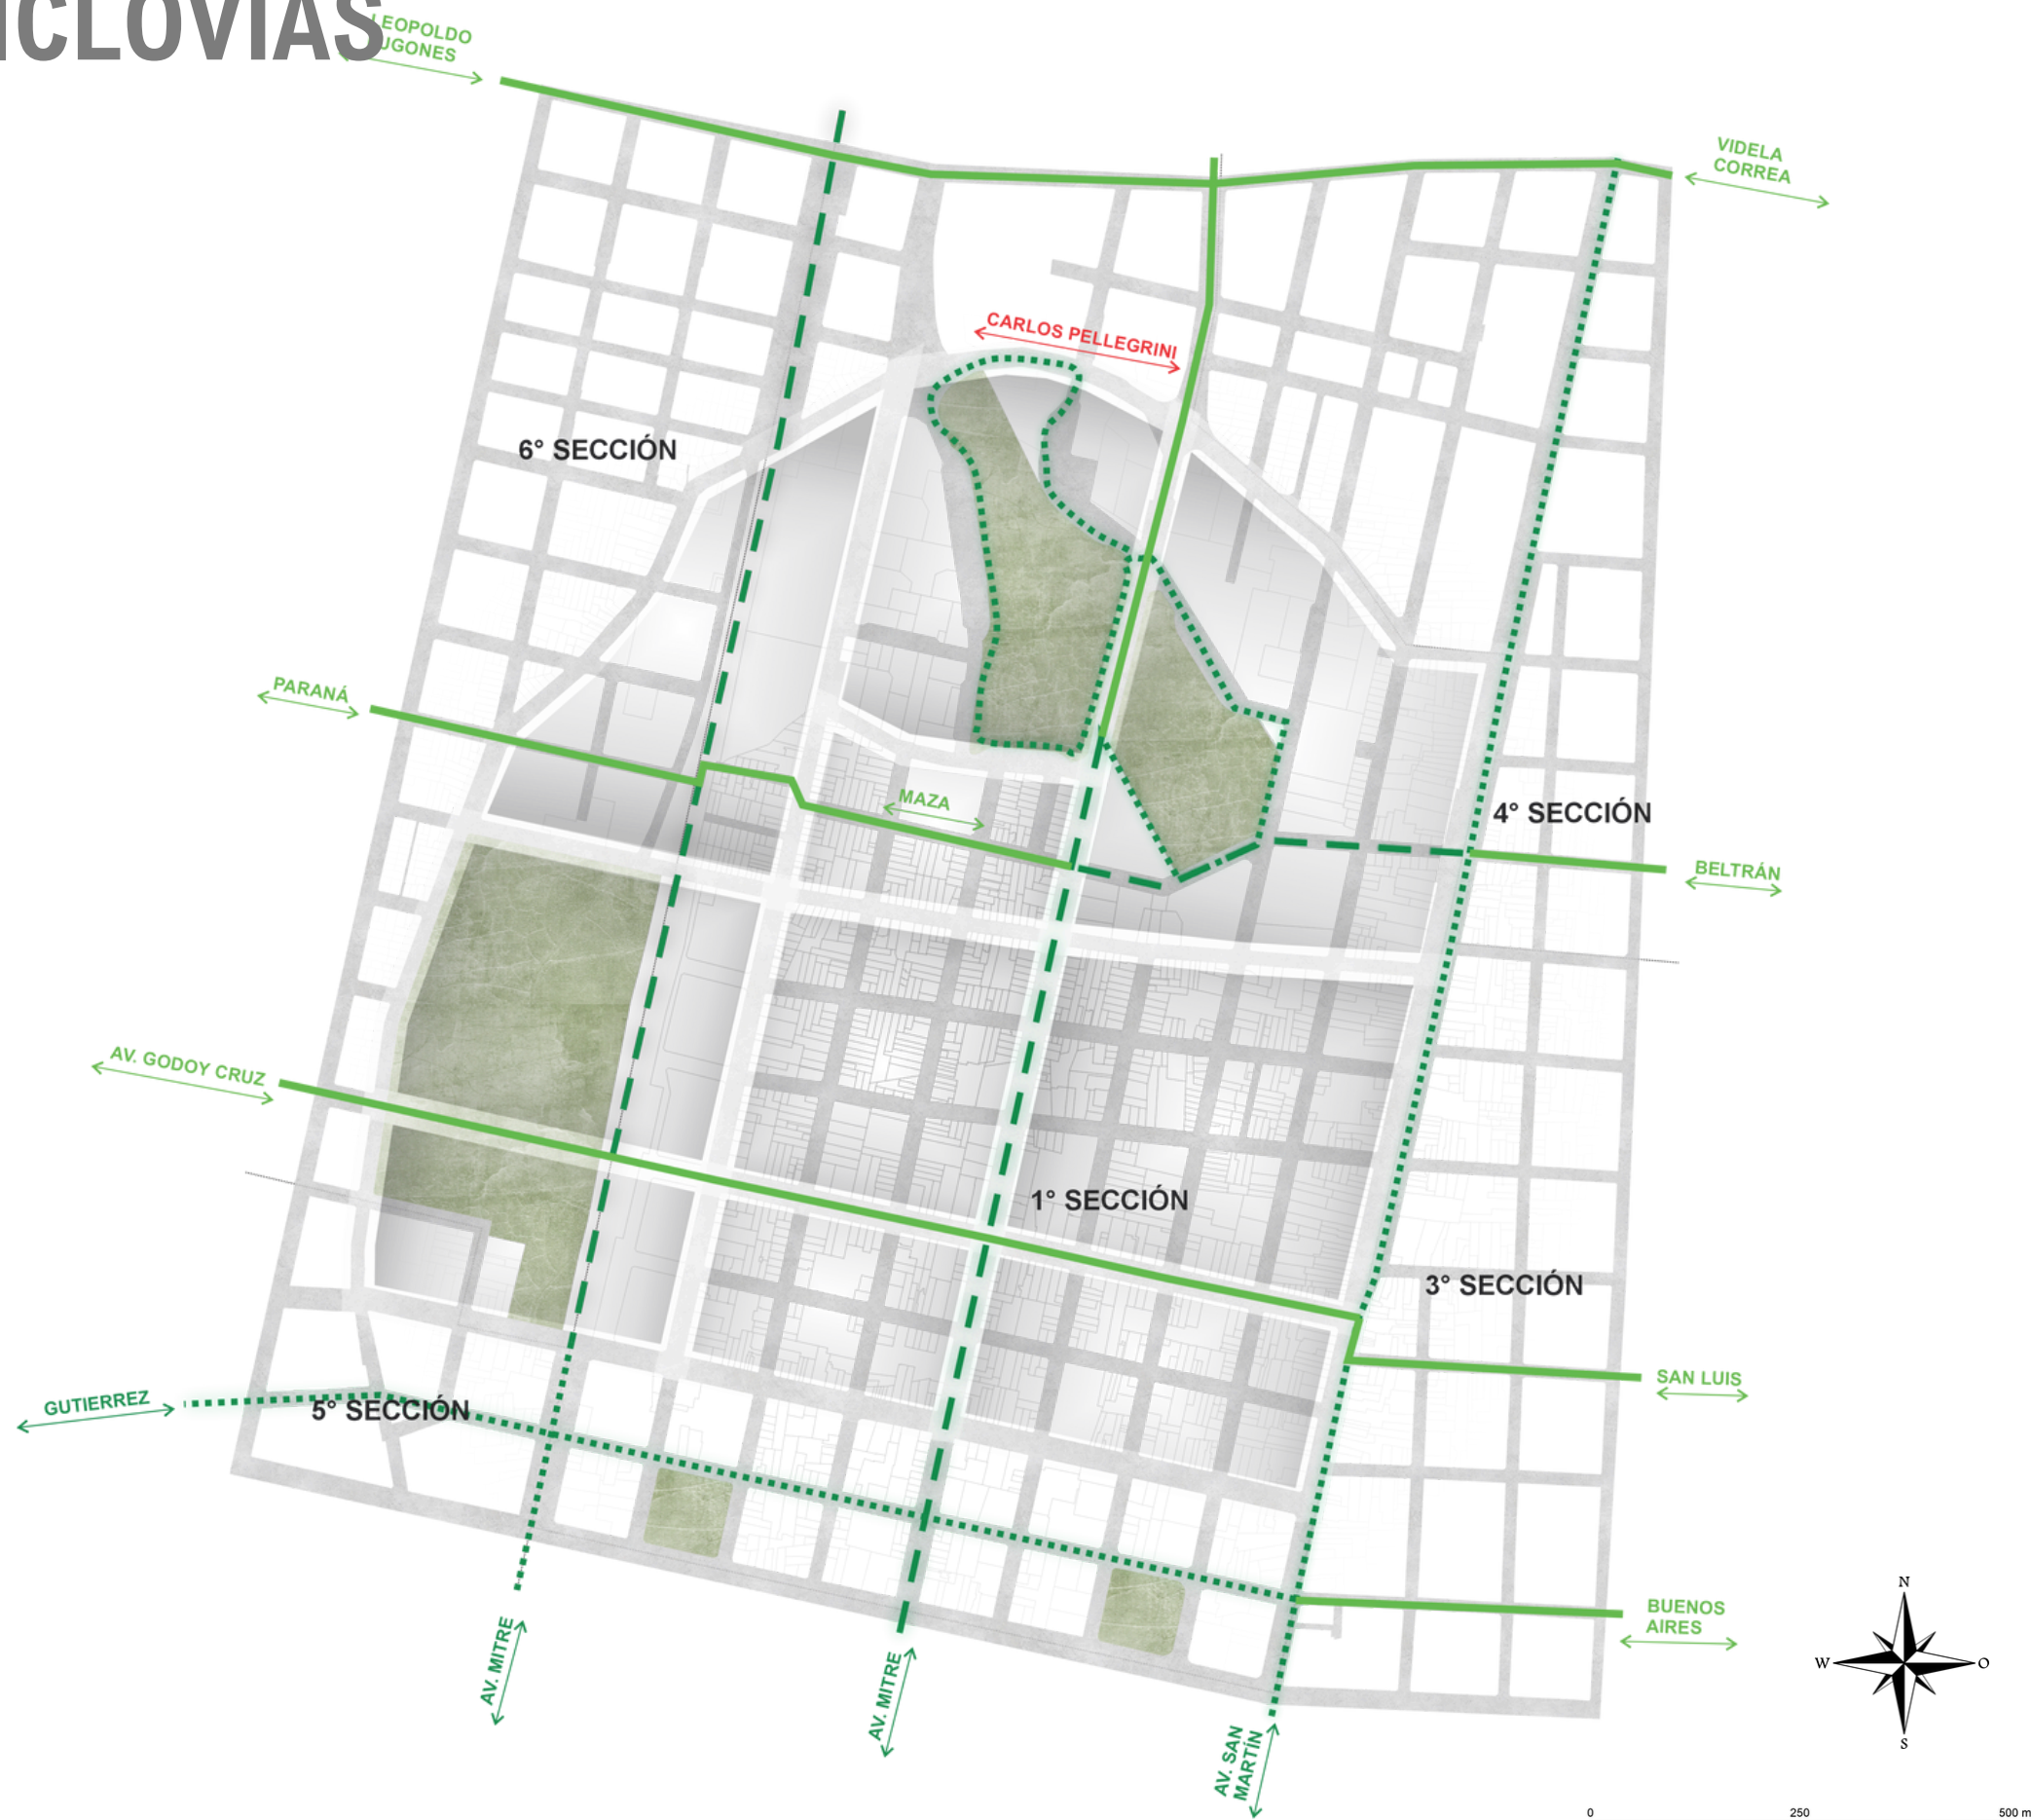 ICLOVIAS
LEOPOLDO
UGONES
VIDELA
CORREA
CARLOS PELLEGRINI
6° SECCIÓN
PARANÁ
MAZA
4° SECCIÓN
BELTRÁN
AV. GODOY CRUZ
1° SECCIÓN
3° SECCIÓN
SAN LUIS
GUTIERREZ
5° SECCIÓN
BUENOS
AIRES
AV. MITRE
AV. MITRE
AV. SAN
MARTÍN
N
W
O
S
0 250 500 m